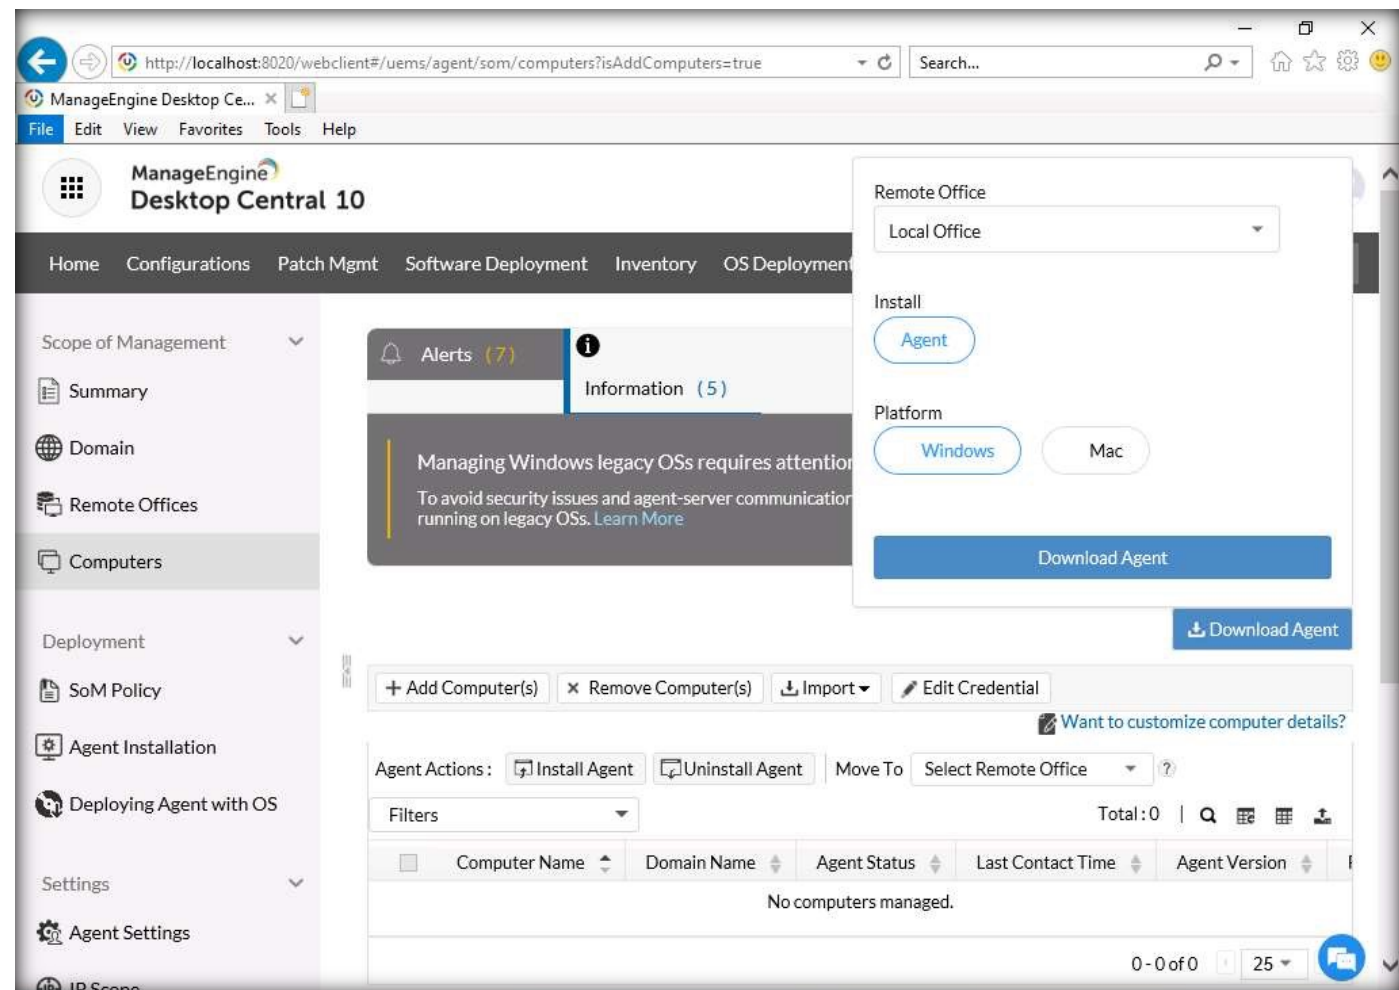 http://localhost:8020/webclient#/uems/agent/som/computers?isAddComputers=true
Search...
ManageEngine Desktop Ce...
File Edit View Favorites Tools Help
ManageEngine
Desktop Central 10
Home Configurations Patch Mgmt Software Deployment Inventory OS Deployment
Remote Office
Local Office
Install
Agent
Platform
Windows Mac
Download Agent
Scope of Management
Summary
Domain
Remote Offices
Computers
Deployment
SoM Policy
Agent Installation
Deploying Agent with OS
Settings
Agent Settings
IP Scope
Alerts (7)
Information (5)
Managing Windows legacy OSs requires attention
To avoid security issues and agent-server communication
running on legacy OSs. Learn More
Download Agent
+ Add Computer(s) × Remove Computer(s) Import Edit Credential
Want to customize computer details?
Agent Actions: Install Agent Uninstall Agent Move To Select Remote Office ?
Filters Total : 0
Computer Name Domain Name Agent Status Last Contact Time Agent Version
No computers managed.
0 - 0 of 0 25